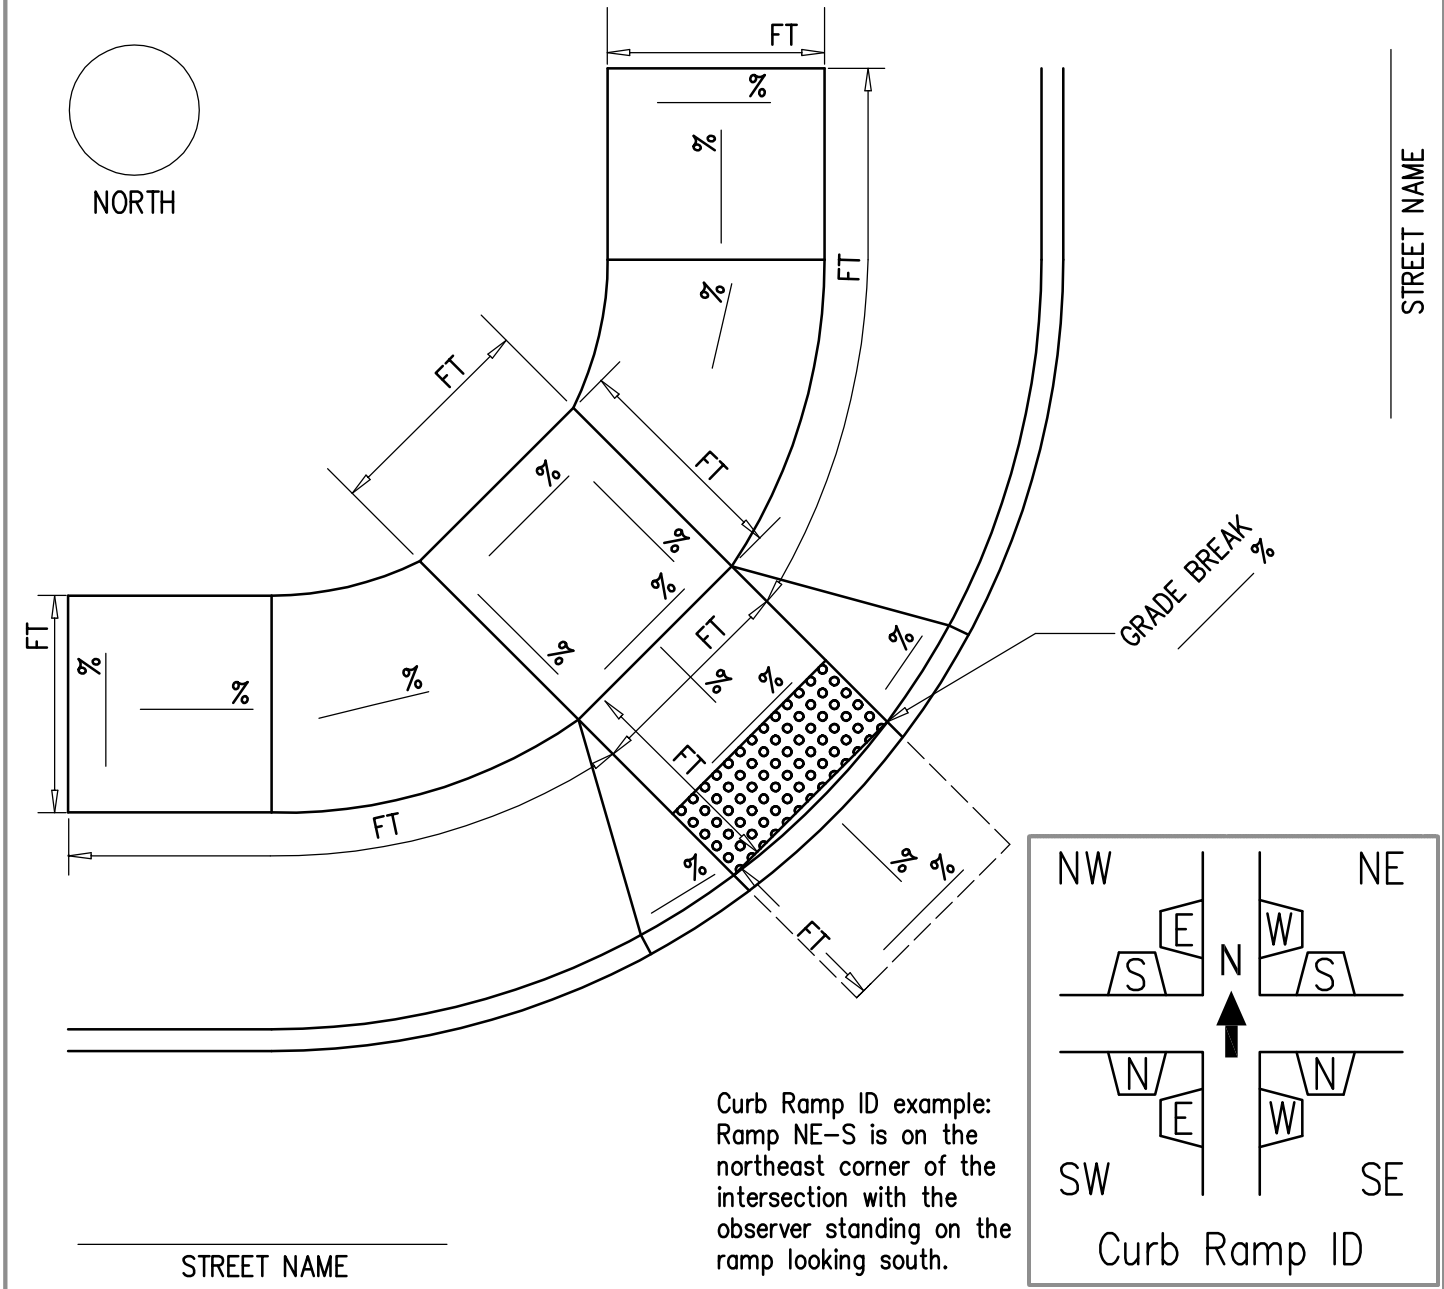 FT
%
%
NORTH
STREET NAME
FT
%
FT
FT
%
%
%
GRADE BREAK
%
FT
%
%
%
%
FT
%
%
%
%
FT
FT
%
%
%
FT
NW
NE
E
W
S
N
S
N
N
E
W
SW
SE
Curb Ramp ID
Curb Ramp ID example:
Ramp NE-S is on the
northeast corner of the
intersection with the
observer standing on the
ramp looking south.
STREET NAME